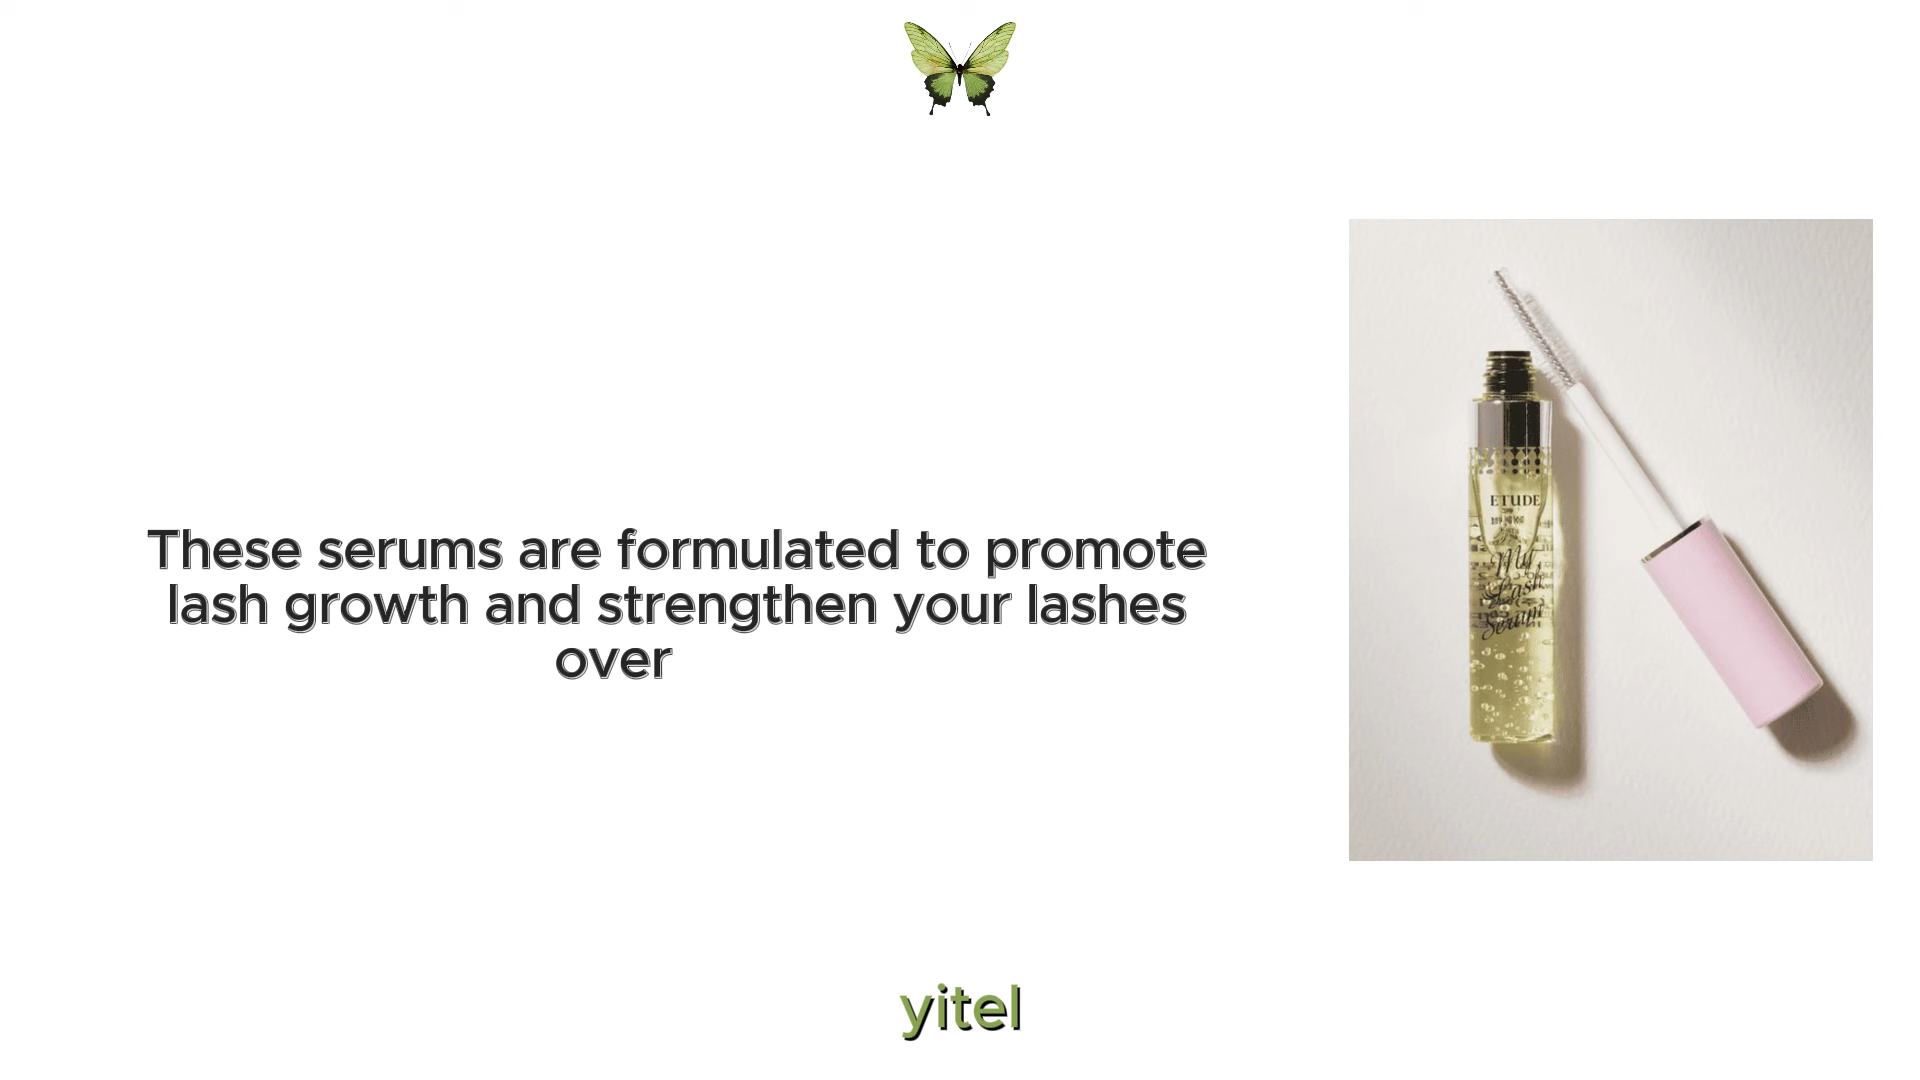 These serums are formulated to promote
lash growth and strengthen your lashes
over
ETUDE
My
Lash
Serum
yitel